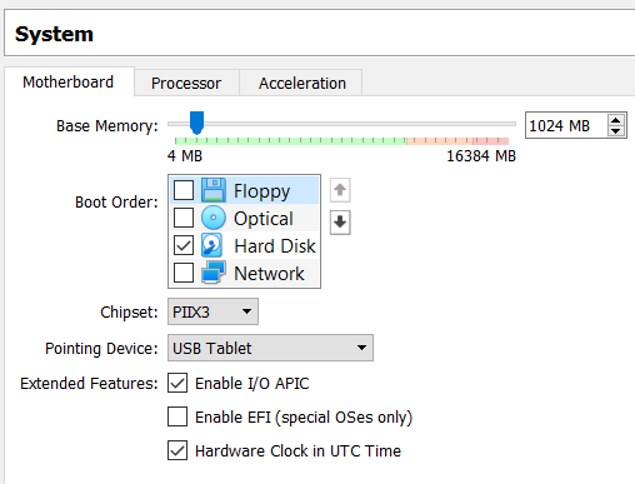 System
Motherboard Processor Acceleration
Base Memory: 1024 MB
4 MB 16384 MB
Boot Order: Floppy
Optical
Hard Disk
Network
Chipset: PIIX3
Pointing Device: USB Tablet
Extended Features: Enable I/O APIC
Enable EFI (special OSes only)
Hardware Clock in UTC Time